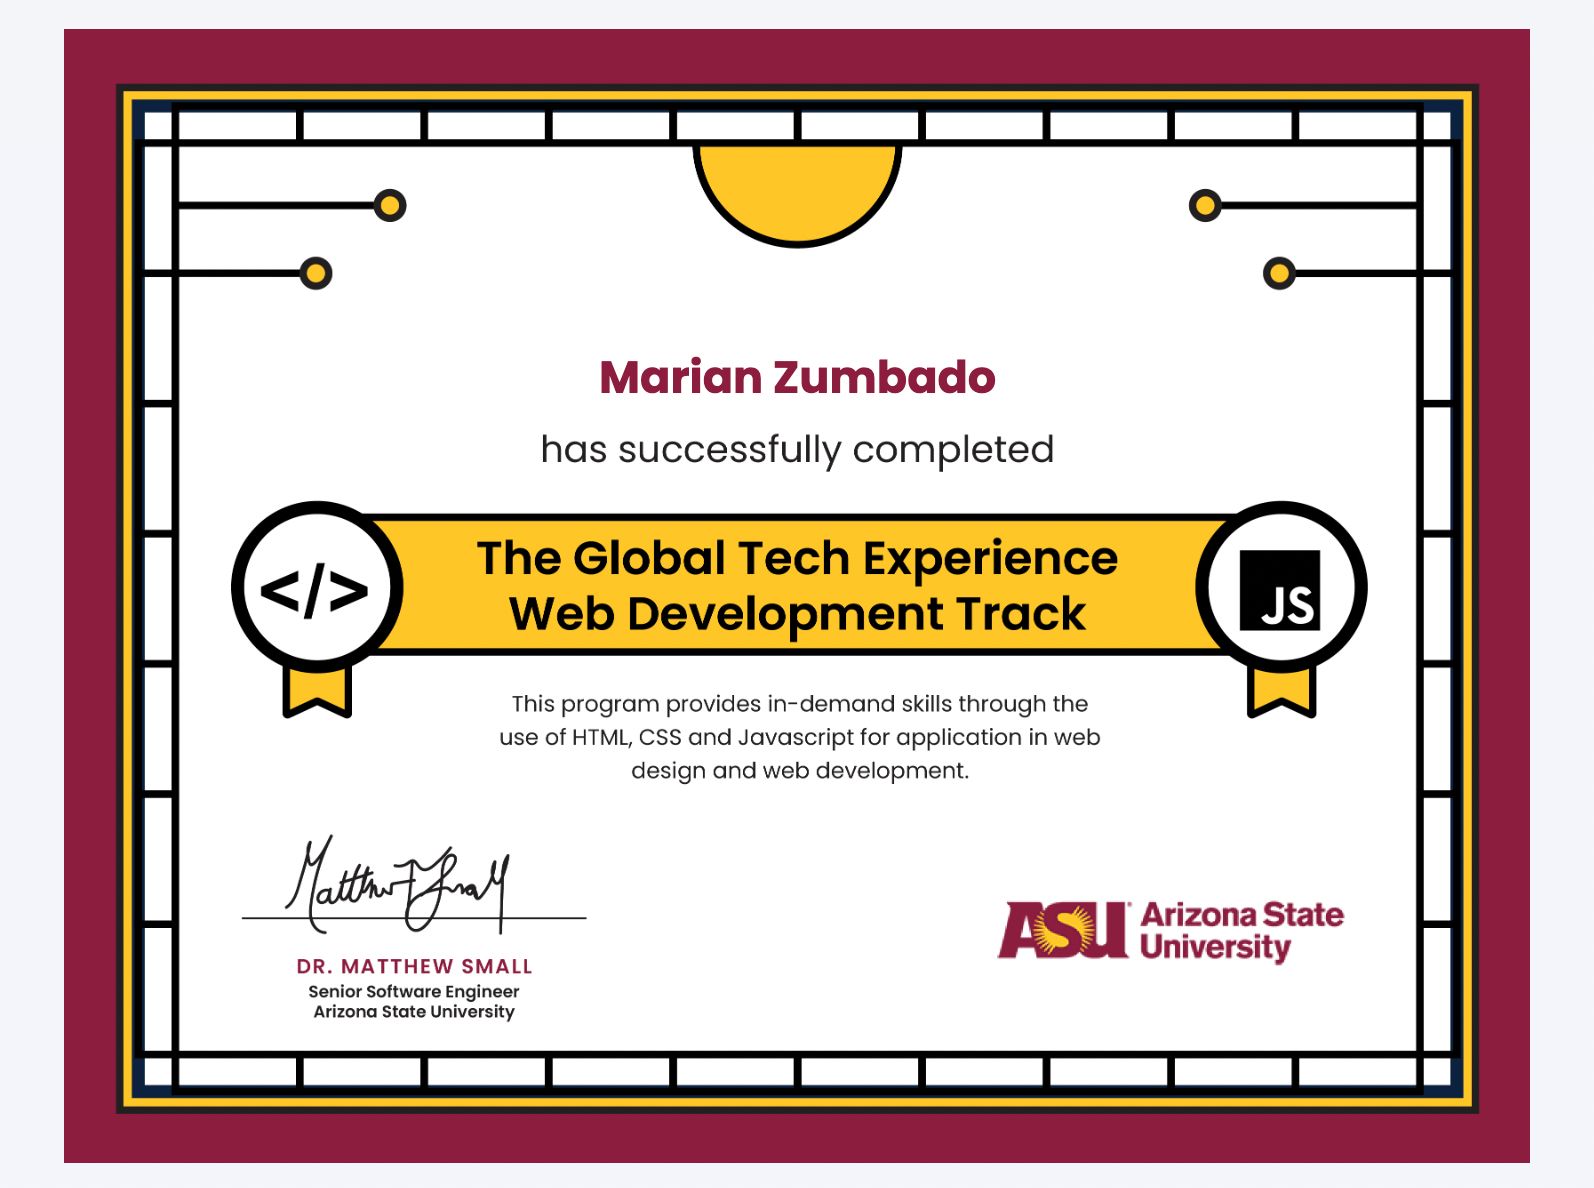 Marian Zumbado
has successfully completed
</>
The Global Tech Experience
Web Development Track
JS
This program provides in-demand skills through the
use of HTML, CSS and Javascript for application in web
design and web development.
Matthew F Small
DR. MATTHEW SMALL
Senior Software Engineer
Arizona State University
ASU Arizona State
University